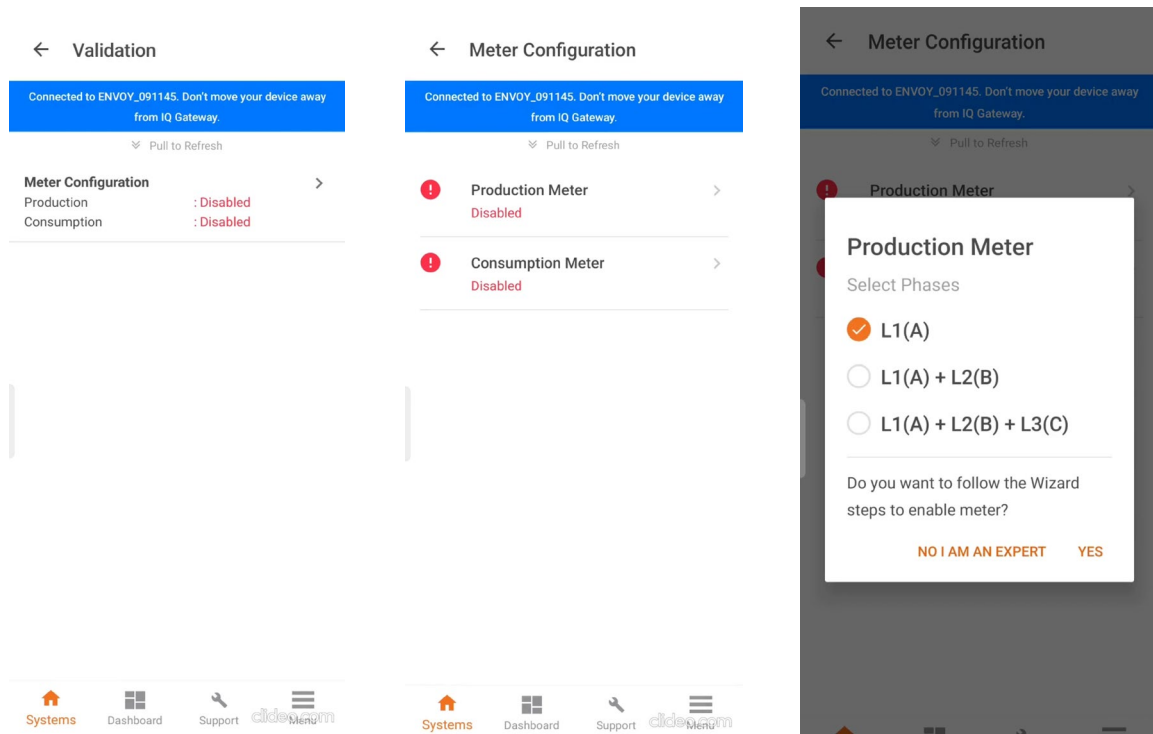 Validation
Connected to ENVOY_091145. Don't move your device away
from IQ Gateway.
Pull to Refresh
Meter Configuration
Production : Disabled
Consumption : Disabled
Systems
Dashboard
Support
Menu
clideo.com
Meter Configuration
Connected to ENVOY_091145. Don't move your device away
from IQ Gateway.
Pull to Refresh
Production Meter
Disabled
Consumption Meter
Disabled
Systems
Dashboard
Support
Menu
clideo.com
Meter Configuration
Connected to ENVOY_091145. Don't move your device away
from IQ Gateway.
Pull to Refresh
Production Meter
Production Meter
Select Phases
L1(A)
L1(A) + L2(B)
L1(A) + L2(B) + L3(C)
Do you want to follow the Wizard
steps to enable meter?
NO I AM AN EXPERT YES